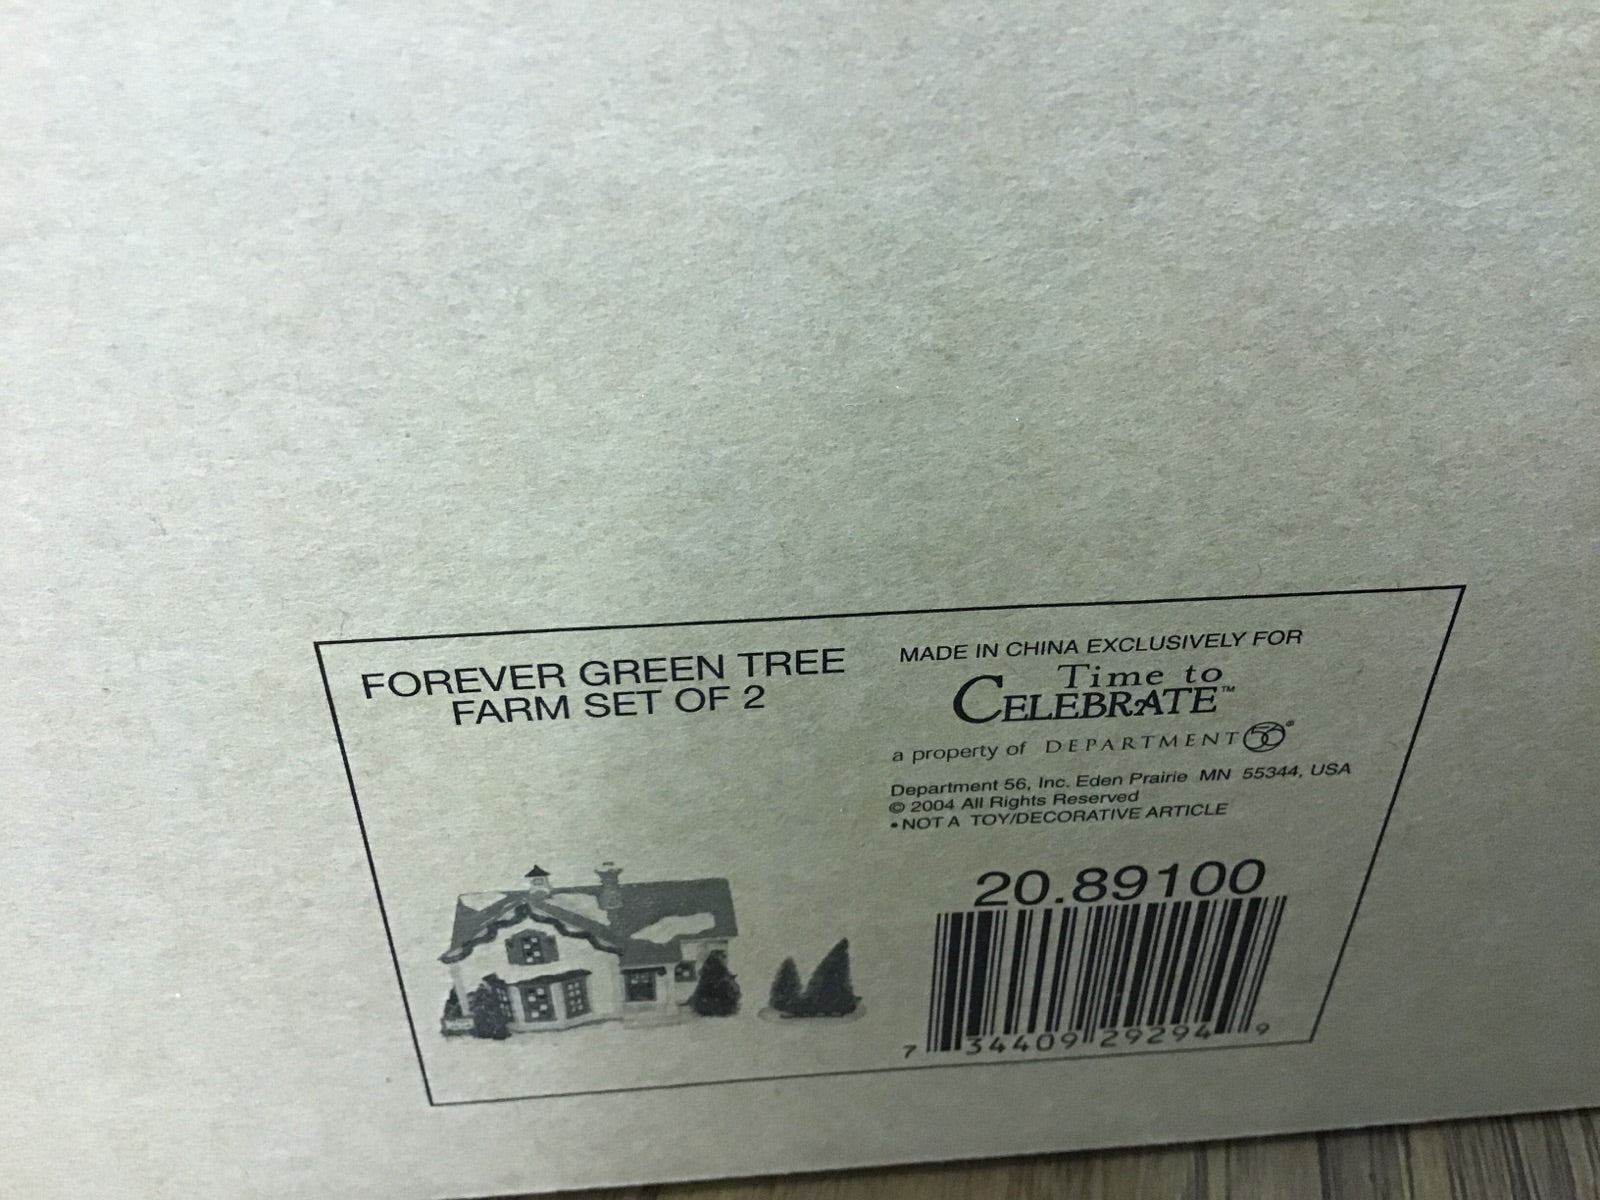 FOREVER GREEN TREE
FARM SET OF 2
MADE IN CHINA EXCLUSIVELY FOR
Time to
CELEBRATE™
a property of DEPARTMENT 56®
Department 56, Inc. Eden Prairie MN 55344, USA
© 2004 All Rights Reserved
• NOT A TOY/DECORATIVE ARTICLE
20.89100
7 34409 29294 9